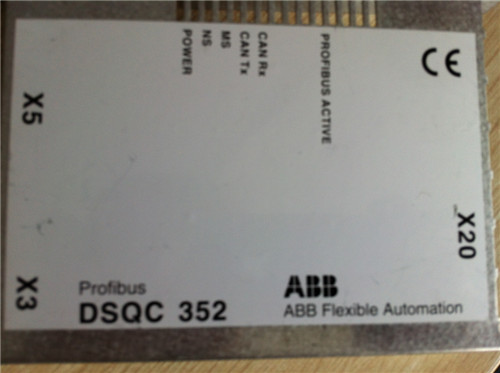 POWER
NS
MS
CAN Tx
CAN Rx
PROFIBUS ACTIVE
CE
X5
X20
X3
Profibus
DSQC 352
ABB
ABB Flexible Automation